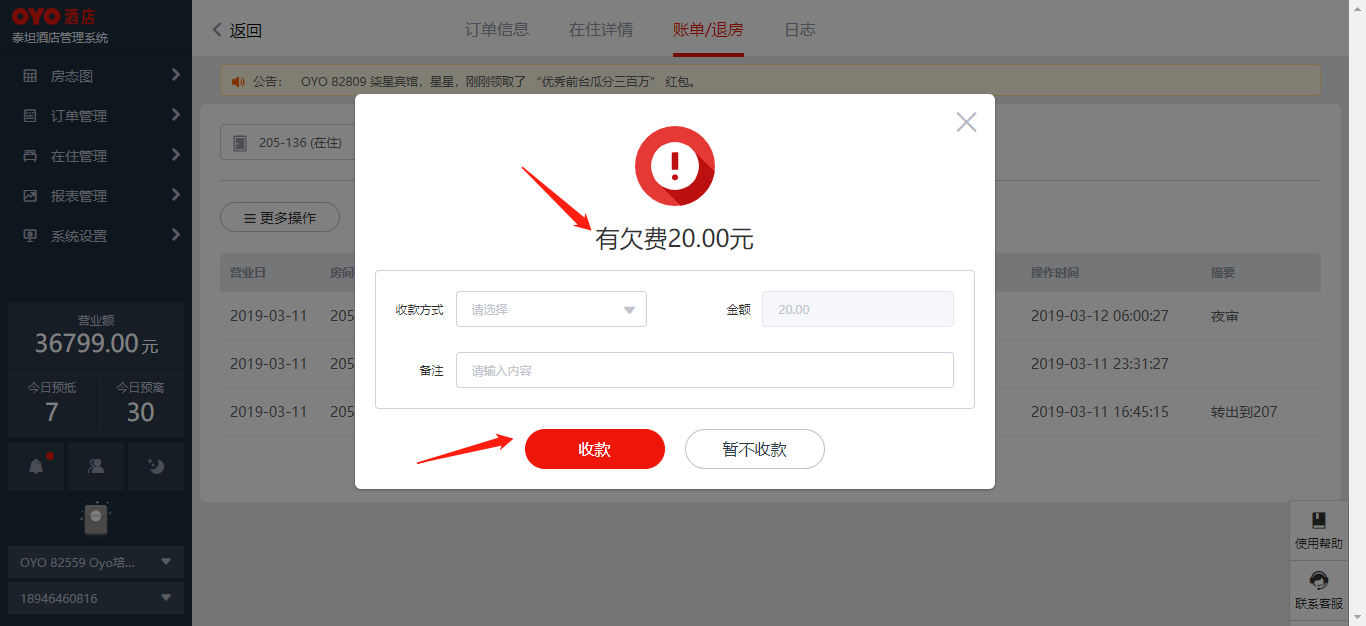 OYO 酒店
泰坦酒店管理系统
房态图
订单管理
在住管理
报表管理
系统设置
营业额
36799.00 元
今日预抵 今日预离
7 30
OYO 82559 Oyo培...
18946460816
返回
订单信息 在住详情 账单/退房 日志
公告： OYO 82809 柒星宾馆，星星，刚刚领取了 “优秀前台瓜分三百万” 红包。
205-136 (在住)
更多操作
营业日 房间 操作时间 摘要
2019-03-11 205 2019-03-12 06:00:27 夜审
2019-03-11 205 2019-03-11 23:31:27
2019-03-11 205 2019-03-11 16:45:15 转出到207
有欠费20.00元
收款方式 请选择 金额 20.00
备注 请输入内容
收款 暂不收款
使用帮助
联系客服